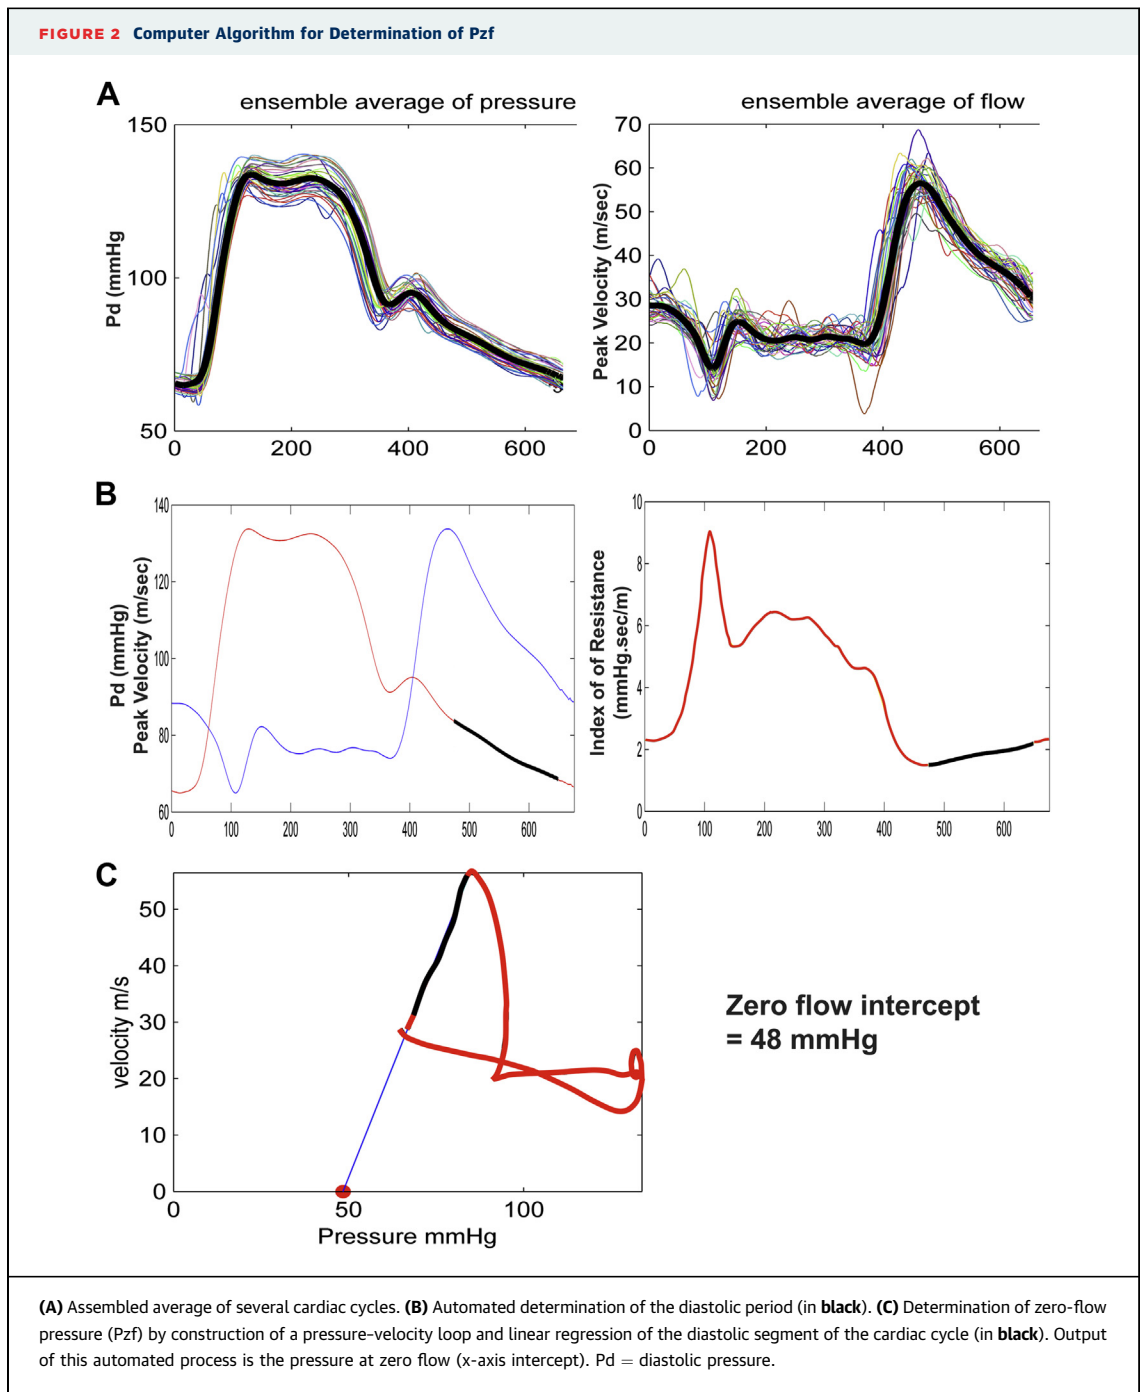 FIGURE 2 Computer Algorithm for Determination of Pzf
A
ensemble average of pressure
150
100
50
Pd (mmHg)
0 200 400 600
ensemble average of flow
70
60
50
40
30
20
10
0
Peak Velocity (m/sec)
0 200 400 600
B
140
120
100
80
60
Pd (mmHg)
Peak Velocity (m/sec)
0 100 200 300 400 500 600
10
8
6
4
2
0
Index of of Resistance
(mmHg.sec/m)
0 100 200 300 400 500 600
C
50
40
30
20
10
0
velocity m/s
0 50 100
Pressure mmHg
Zero flow intercept
= 48 mmHg
(A) Assembled average of several cardiac cycles. (B) Automated determination of the diastolic period (in black). (C) Determination of zero-flow
pressure (Pzf) by construction of a pressure–velocity loop and linear regression of the diastolic segment of the cardiac cycle (in black). Output
of this automated process is the pressure at zero flow (x-axis intercept). Pd = diastolic pressure.